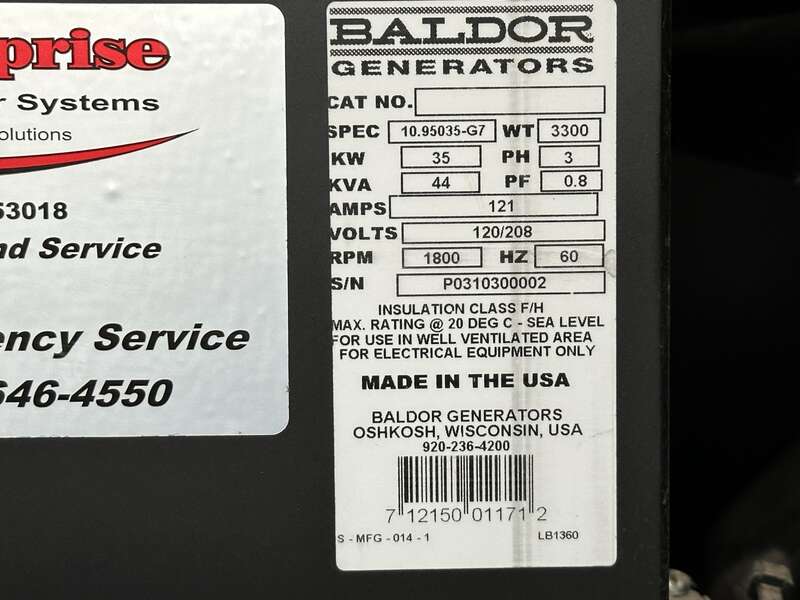 prise
r Systems
olutions
53018
nd Service
ency Service
646-4550
BALDOR
GENERATORS
CAT NO.
SPEC 10.95035-G7 WT 3300
KW 35 PH 3
KVA 44 PF 0.8
AMPS 121
VOLTS 120/208
RPM 1800 HZ 60
S/N P0310300002
INSULATION CLASS F/H
MAX. RATING @ 20 DEG C - SEA LEVEL
FOR USE IN WELL VENTILATED AREA
FOR ELECTRICAL EQUIPMENT ONLY
MADE IN THE USA
BALDOR GENERATORS
OSHKOSH, WISCONSIN, USA
920-236-4200
7 12150 01171 2
S - MFG - 014 - 1 LB1360